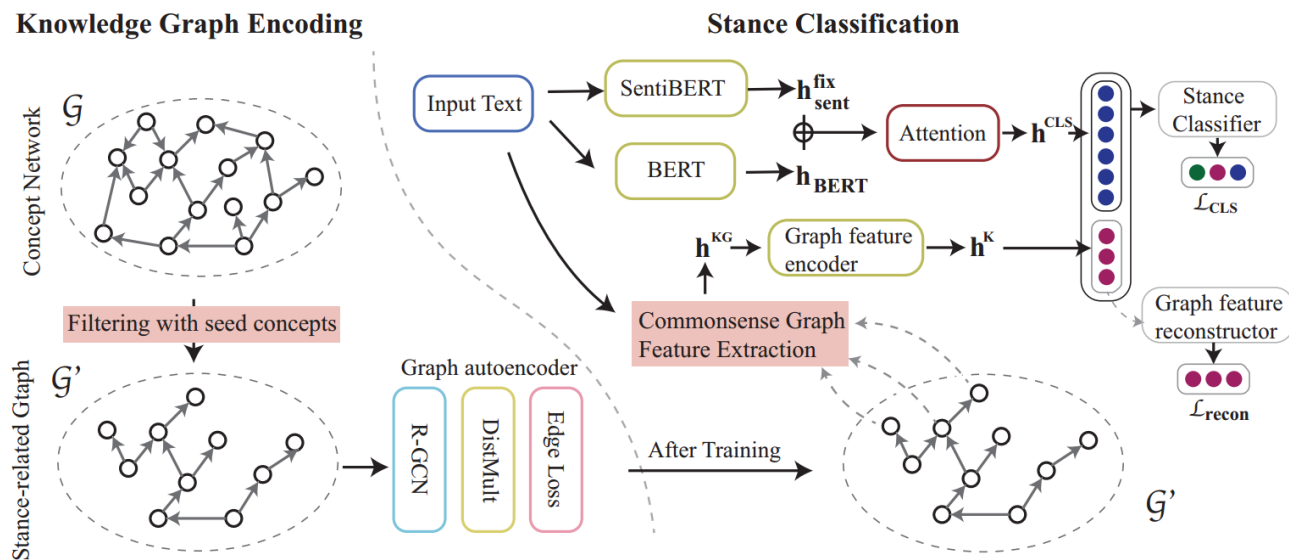 Knowledge Graph Encoding
Stance Classification
𝒢
Concept Network
Filtering with seed concepts
𝒢'
Stance-related Gtaph
Graph autoencoder
R-GCN
DistMult
Edge Loss
After Training
Input Text
SentiBERT
h_sent^fix
⊕
BERT
h_BERT
Attention
h^CLS
Stance
Classifier
ℒ_CLS
h^KG
Graph feature
encoder
h^K
Commonsense Graph
Feature Extraction
Graph feature
reconstructor
ℒ_recon
𝒢'